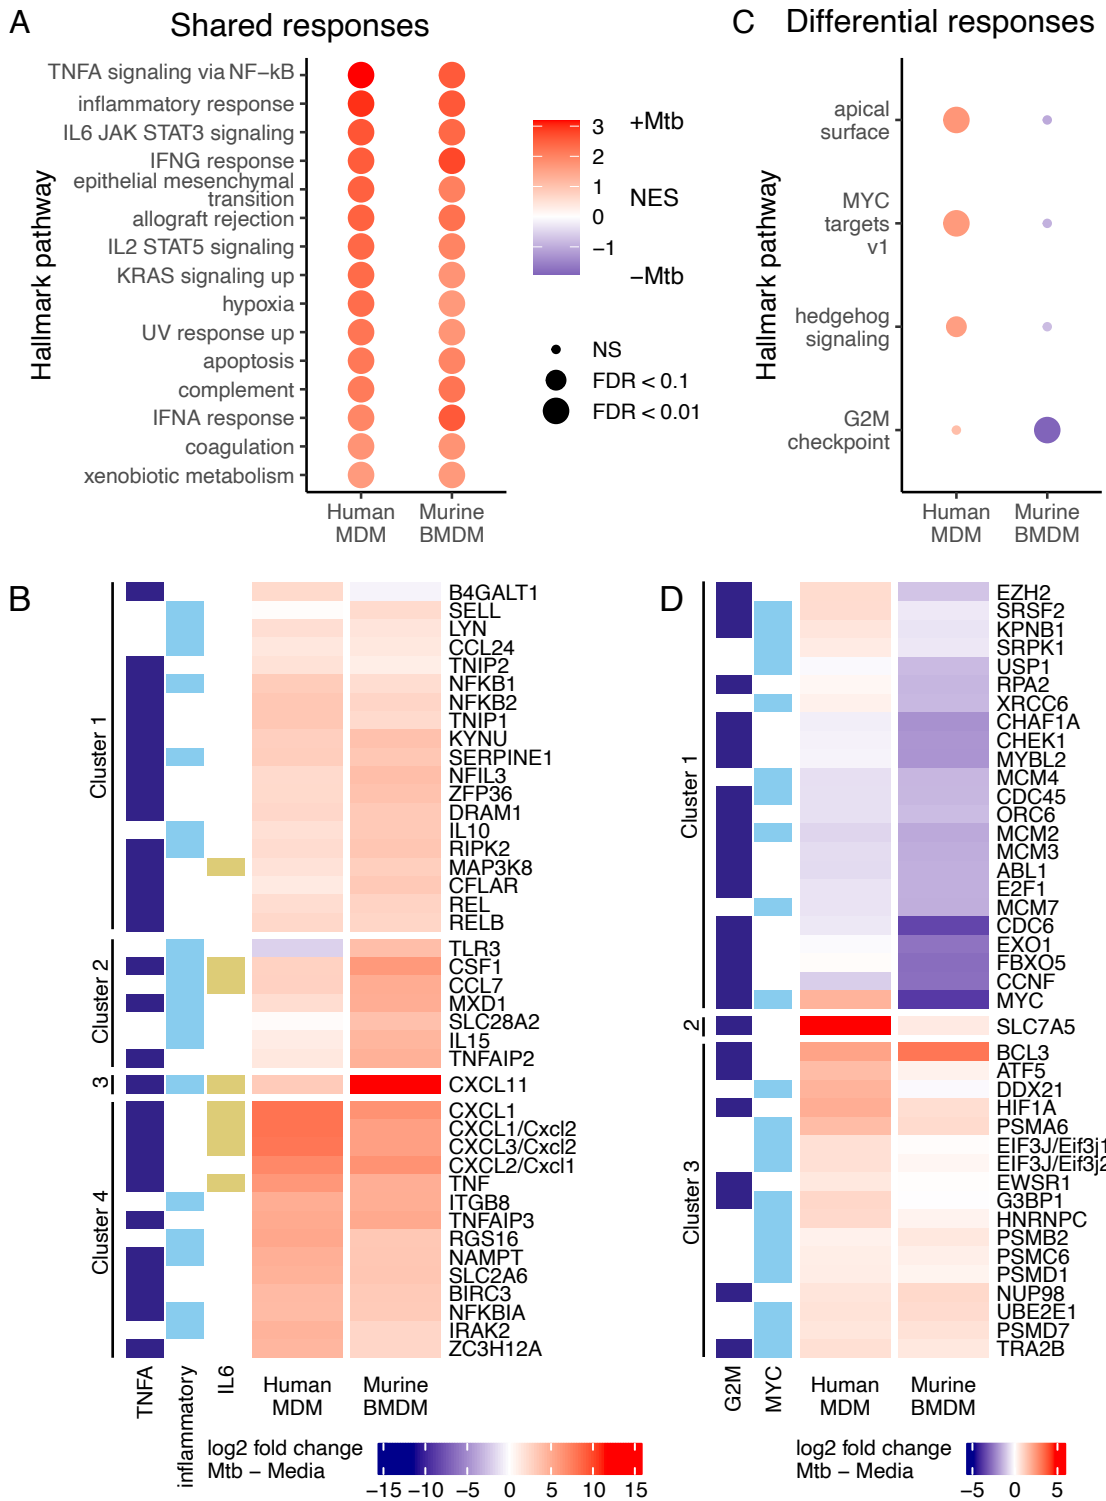 A
Shared responses
Hallmark pathway
TNFA signaling via NF−kB
inflammatory response
IL6 JAK STAT3 signaling
IFNG response
epithelial mesenchymal
transition
allograft rejection
IL2 STAT5 signaling
KRAS signaling up
hypoxia
UV response up
apoptosis
complement
IFNA response
coagulation
xenobiotic metabolism
Human
MDM
Murine
BMDM
3
2
1
0
−1
+Mtb
NES
−Mtb
NS
FDR < 0.1
FDR < 0.01
C
Differential responses
Hallmark pathway
apical
surface
MYC
targets
v1
hedgehog
signaling
G2M
checkpoint
Human
MDM
Murine
BMDM
B
Cluster 1
B4GALT1
SELL
LYN
CCL24
TNIP2
NFKB1
NFKB2
TNIP1
KYNU
SERPINE1
NFIL3
ZFP36
DRAM1
IL10
RIPK2
MAP3K8
CFLAR
REL
RELB
Cluster 2
TLR3
CSF1
CCL7
MXD1
SLC28A2
IL15
TNFAIP2
3
CXCL11
Cluster 4
CXCL1
CXCL1/Cxcl2
CXCL3/Cxcl2
CXCL2/Cxcl1
TNF
ITGB8
TNFAIP3
RGS16
NAMPT
SLC2A6
BIRC3
NFKBIA
IRAK2
ZC3H12A
TNFA
inflammatory
IL6
Human
MDM
Murine
BMDM
log2 fold change
Mtb − Media
−15 −10 −5 0 5 10 15
D
Cluster 1
EZH2
SRSF2
KPNB1
SRPK1
USP1
RPA2
XRCC6
CHAF1A
CHEK1
MYBL2
MCM4
CDC45
ORC6
MCM2
MCM3
ABL1
E2F1
MCM7
CDC6
EXO1
FBXO5
CCNF
MYC
2
SLC7A5
Cluster 3
BCL3
ATF5
DDX21
HIF1A
PSMA6
EIF3J/Eif3j1
EIF3J/Eif3j2
EWSR1
G3BP1
HNRNPC
PSMB2
PSMC6
PSMD1
NUP98
UBE2E1
PSMD7
TRA2B
G2M
MYC
Human
MDM
Murine
BMDM
log2 fold change
Mtb − Media
−5 0 5